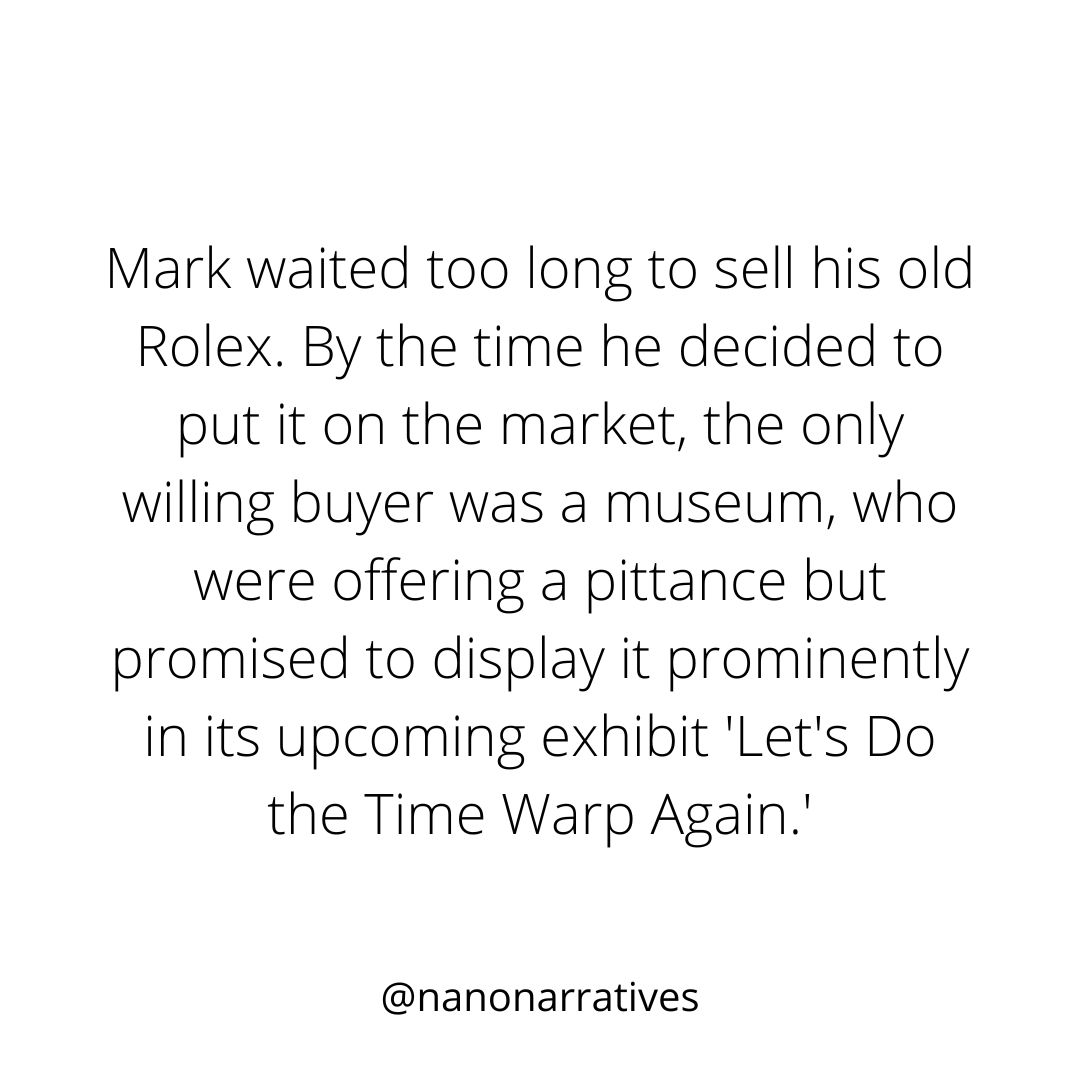 Mark waited too long to sell his old
Rolex. By the time he decided to
put it on the market, the only
willing buyer was a museum, who
were offering a pittance but
promised to display it prominently
in its upcoming exhibit 'Let's Do
the Time Warp Again.'
@nanonarratives